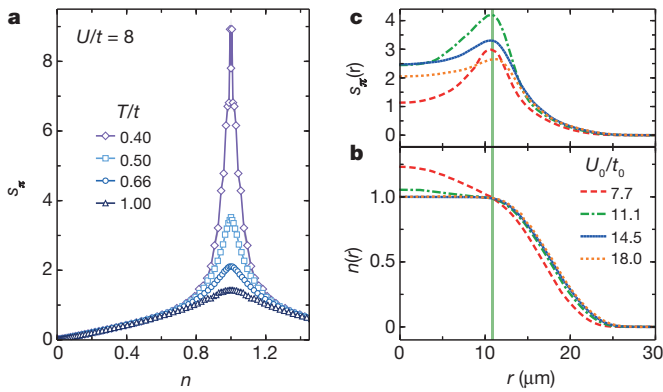 a
U/t = 8
T/t
0.40
0.50
0.66
1.00
sπ
8
6
4
2
0
0 0.4 0.8 1.2
n
c
sπ(r)
4
3
2
1
0
b
U₀/t₀
7.7
11.1
14.5
18.0
n(r)
1.0
0.5
0
0 10 20 30
r (μm)